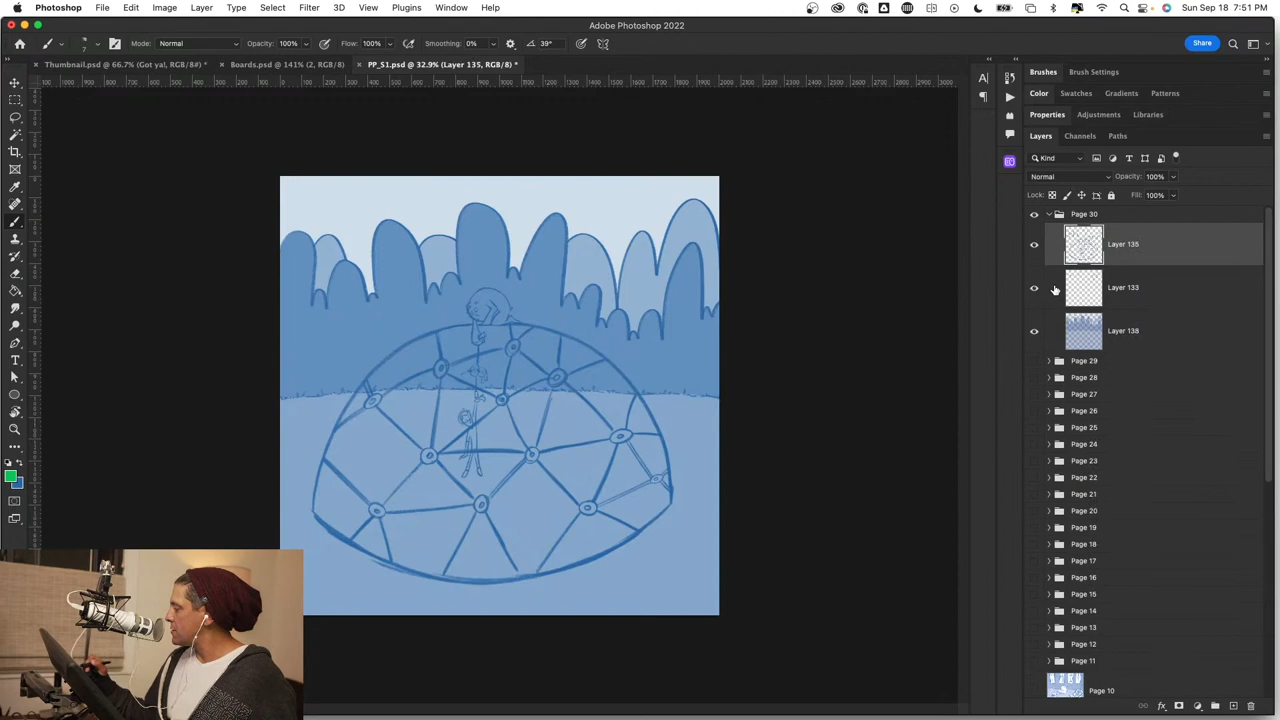 Photoshop File Edit Image Layer Type Select Filter 3D View Plugins Window Help Sun Sep 18 7:51 PM
Adobe Photoshop 2022
Mode: Normal Opacity: 100% Flow: 100% Smoothing: 0% 39° Share
Thumbnail.psd @ 66.7% (Got ya!, RGB/8#) * Boards.psd @ 141% (2, RGB/8) PP_S1.psd @ 32.9% (Layer 135, RGB/8) *
Brushes Brush Settings
Color Swatches Gradients Patterns
Properties Adjustments Libraries
Layers Channels Paths
Kind
Normal Opacity: 100%
Lock: Fill: 100%
Page 30
Layer 135
Layer 133
Layer 138
Page 29
Page 28
Page 27
Page 26
Page 25
Page 24
Page 23
Page 22
Page 21
Page 20
Page 19
Page 18
Page 17
Page 16
Page 15
Page 14
Page 13
Page 12
Page 11
Page 10